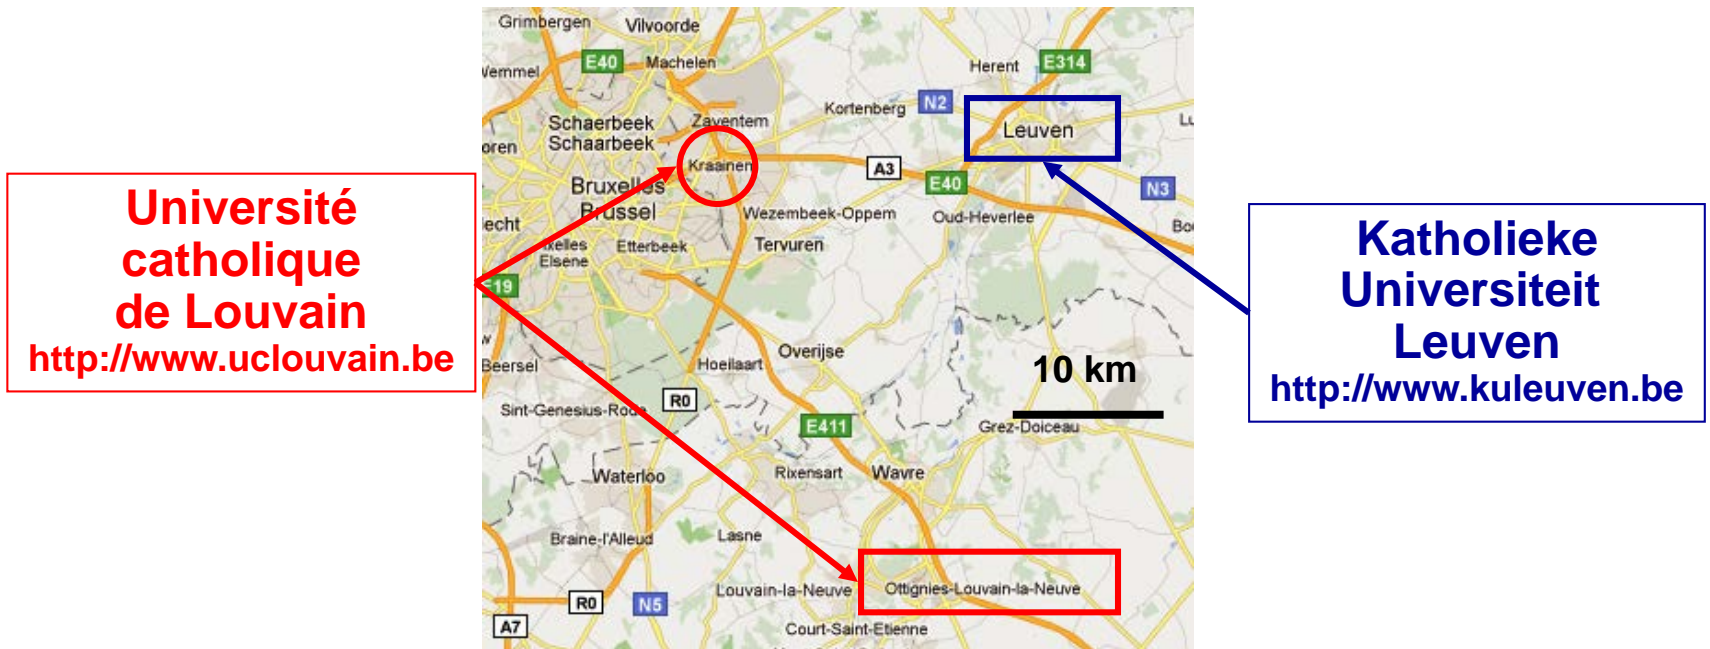 Université
catholique
de Louvain
http://www.uclouvain.be
Grimbergen
Vilvoorde
E40
Machelen
Herent
E314
Kortenberg
N2
Schaerbeek
Schaarbeek
Zaventem
Leuven
Kraainen
A3
E40
N3
Bruxelles
Brussel
Wezembeek-Oppem
Oud-Heverlee
Etterbeek
Tervuren
Elsene
Overijse
Hoeilaart
Beersel
10 km
Sint-Genesius-Rode
R0
E411
Grez-Doiceau
Waterloo
Rixensart
Wavre
Braine-l'Alleud
Lasne
Louvain-la-Neuve
Ottignies-Louvain-la-Neuve
R0
N5
A7
Court-Saint-Etienne
Katholieke
Universiteit
Leuven
http://www.kuleuven.be